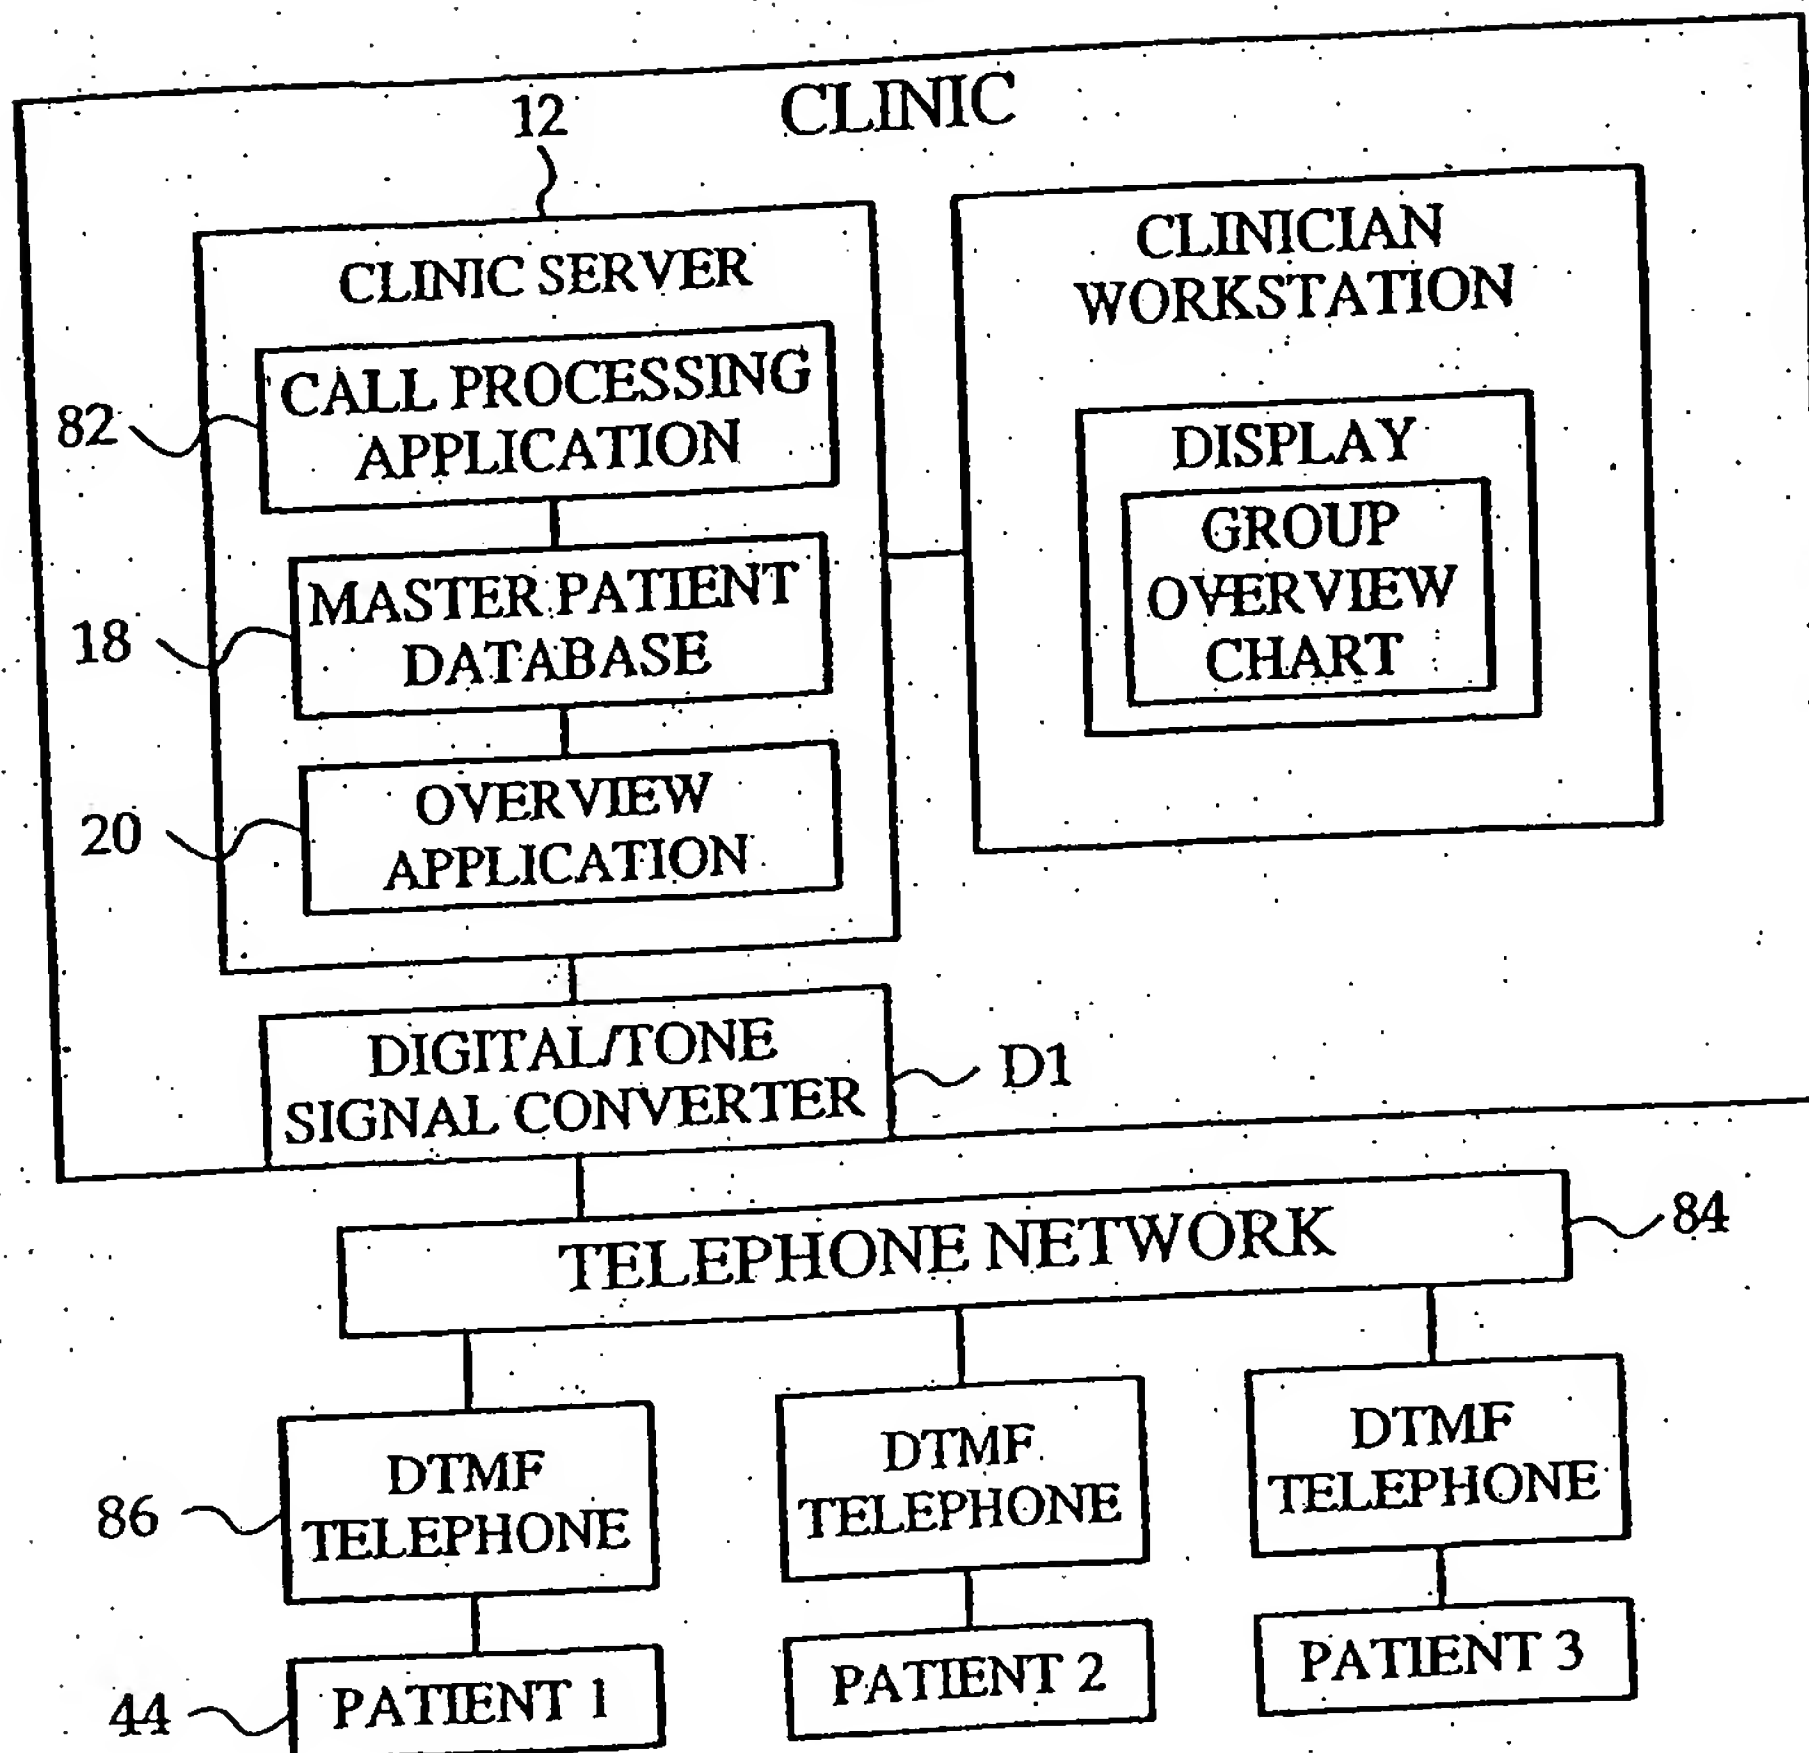 CLINIC
12
CLINIC SERVER
82
CALL PROCESSING
APPLICATION
18
MASTER PATIENT
DATABASE
20
OVERVIEW
APPLICATION
CLINICIAN
WORKSTATION
DISPLAY
GROUP
OVERVIEW
CHART
DIGITAL/TONE
SIGNAL CONVERTER
D1
TELEPHONE NETWORK
84
86
DTMF
TELEPHONE
DTMF
TELEPHONE
DTMF
TELEPHONE
44
PATIENT 1
PATIENT 2
PATIENT 3